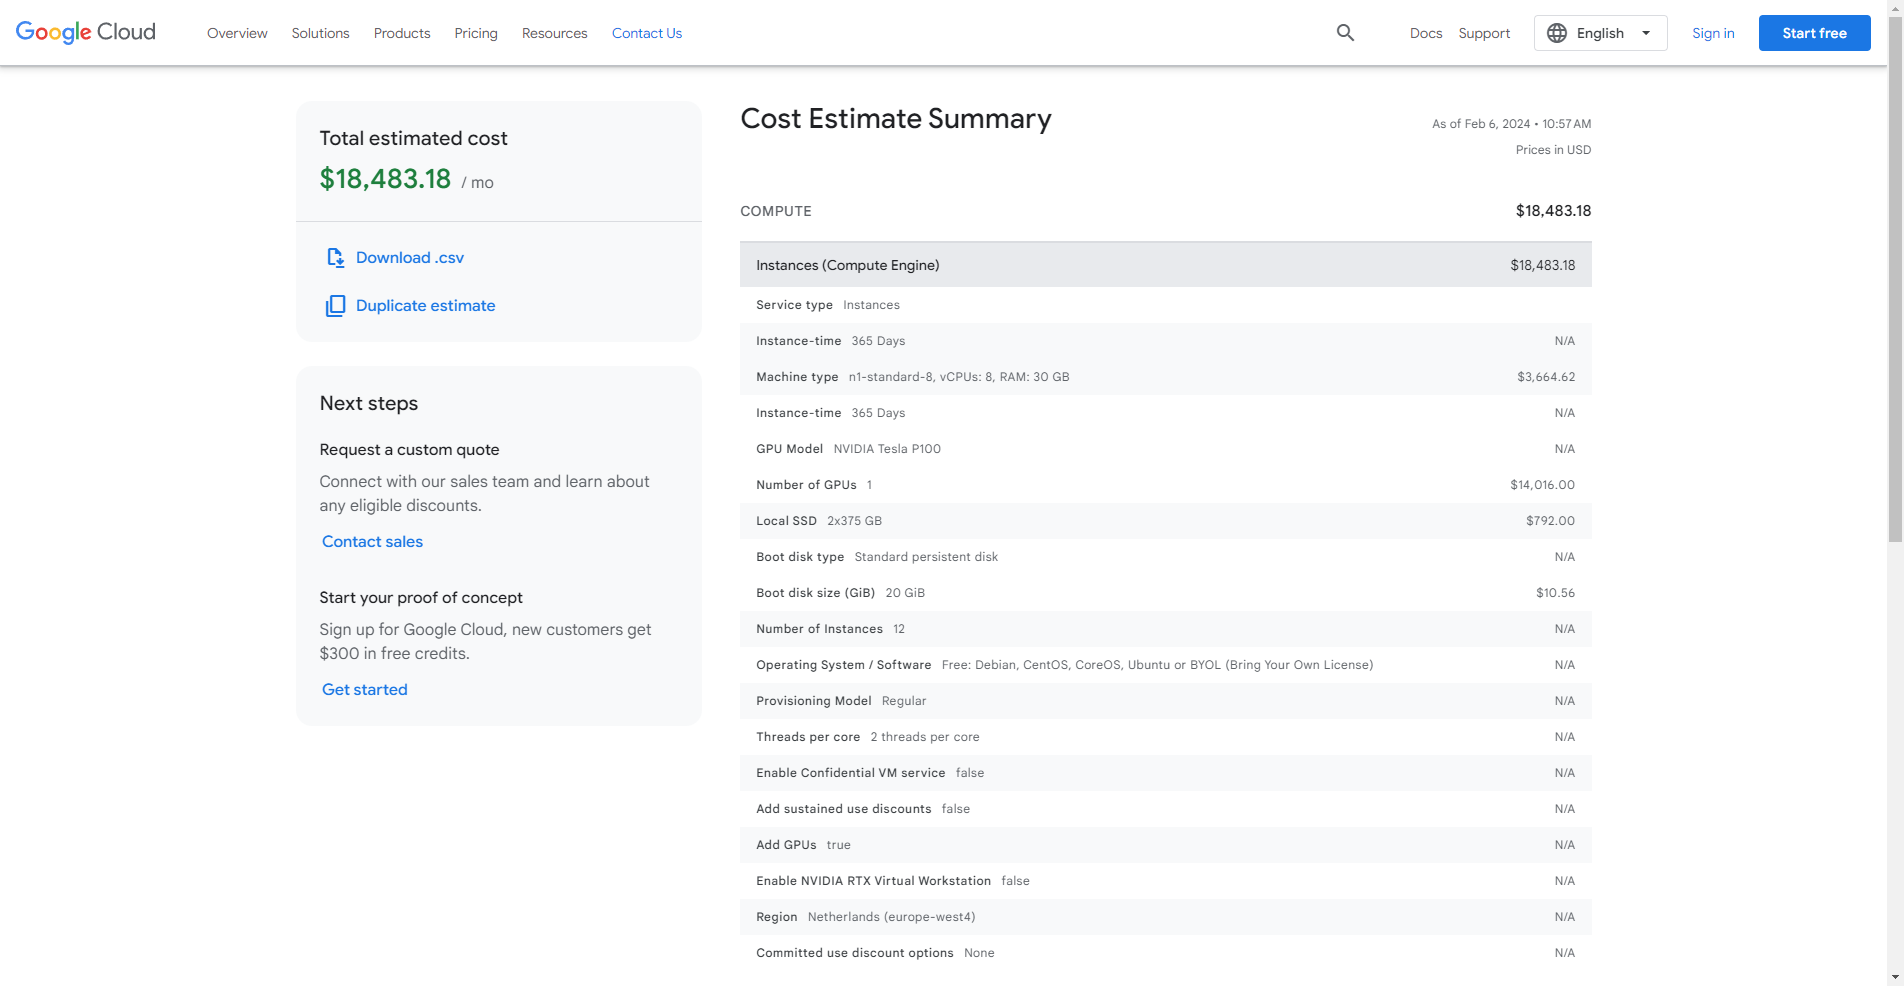 Google Cloud Overview Solutions Products Pricing Resources Contact Us Docs Support English Sign in Start free
Total estimated cost
$18,483.18 / mo
Download .csv
Duplicate estimate
Next steps
Request a custom quote
Connect with our sales team and learn about
any eligible discounts.
Contact sales
Start your proof of concept
Sign up for Google Cloud, new customers get
$300 in free credits.
Get started
Cost Estimate Summary
As of Feb 6, 2024 • 10:57 AM
Prices in USD
COMPUTE $18,483.18
Instances (Compute Engine) $18,483.18
Service type Instances
Instance-time 365 Days N/A
Machine type n1-standard-8, vCPUs: 8, RAM: 30 GB $3,664.62
Instance-time 365 Days N/A
GPU Model NVIDIA Tesla P100 N/A
Number of GPUs 1 $14,016.00
Local SSD 2x375 GB $792.00
Boot disk type Standard persistent disk N/A
Boot disk size (GiB) 20 GiB $10.56
Number of Instances 12 N/A
Operating System / Software Free: Debian, CentOS, CoreOS, Ubuntu or BYOL (Bring Your Own License) N/A
Provisioning Model Regular N/A
Threads per core 2 threads per core N/A
Enable Confidential VM service false N/A
Add sustained use discounts false N/A
Add GPUs true N/A
Enable NVIDIA RTX Virtual Workstation false N/A
Region Netherlands (europe-west4) N/A
Committed use discount options None N/A